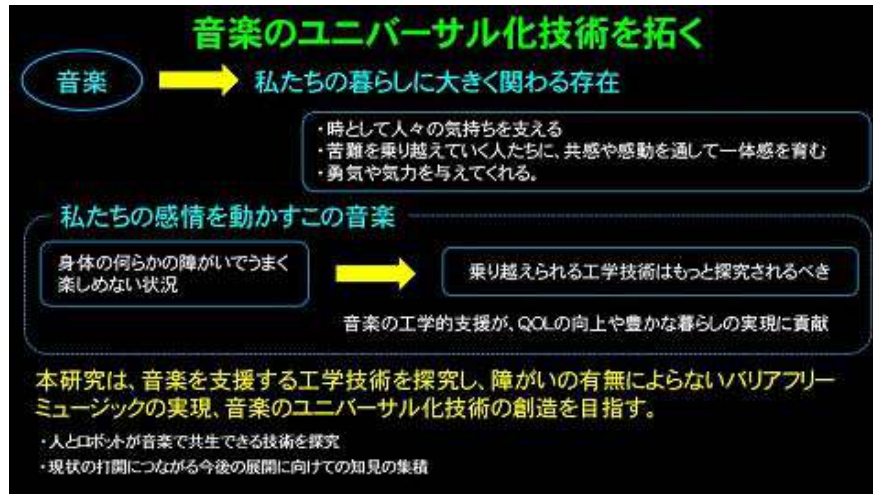 音楽のユニバーサル化技術を拓く
音楽
私たちの暮らしに大きく関わる存在
・時として人々の気持ちを支える
・苦難を乗り越えていく人たちに、共感や感動を通して一体感を育む
・勇気や気力を与えてくれる。
私たちの感情を動かすこの音楽
身体の何らかの障がいでうまく
楽しめない状況
乗り越えられる工学技術はもっと探究されるべき
音楽の工学的支援が、QOLの向上や豊かな暮らしの実現に貢献
本研究は、音楽を支援する工学技術を探究し、障がいの有無によらないバリアフリー
ミュージックの実現、音楽のユニバーサル化技術の創造を目指す。
・人とロボットが音楽で共生できる技術を探究
・現状の打開につながる今後の展開に向けての知見の集積